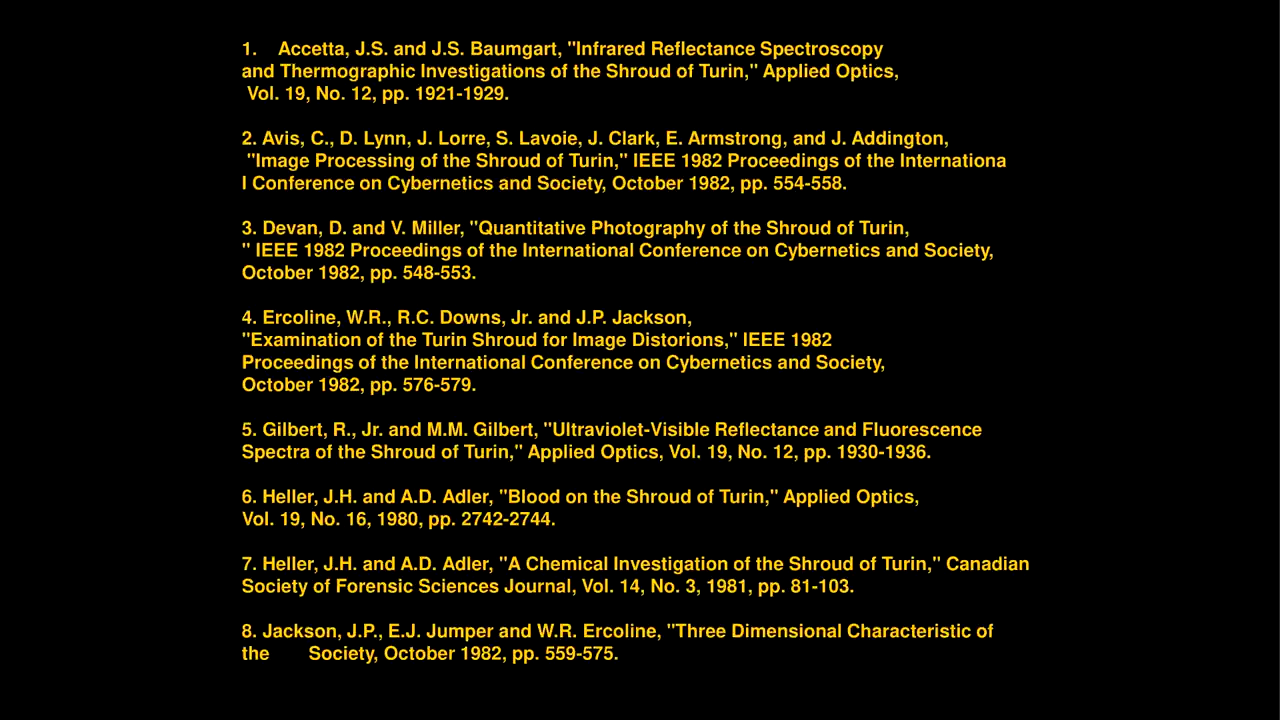 1. Accetta, J.S. and J.S. Baumgart, "Infrared Reflectance Spectroscopy
and Thermographic Investigations of the Shroud of Turin," Applied Optics,
Vol. 19, No. 12, pp. 1921-1929.
2. Avis, C., D. Lynn, J. Lorre, S. Lavoie, J. Clark, E. Armstrong, and J. Addington,
"Image Processing of the Shroud of Turin," IEEE 1982 Proceedings of the Internationa
l Conference on Cybernetics and Society, October 1982, pp. 554-558.
3. Devan, D. and V. Miller, "Quantitative Photography of the Shroud of Turin,
" IEEE 1982 Proceedings of the International Conference on Cybernetics and Society,
October 1982, pp. 548-553.
4. Ercoline, W.R., R.C. Downs, Jr. and J.P. Jackson,
"Examination of the Turin Shroud for Image Distorions," IEEE 1982
Proceedings of the International Conference on Cybernetics and Society,
October 1982, pp. 576-579.
5. Gilbert, R., Jr. and M.M. Gilbert, "Ultraviolet-Visible Reflectance and Fluorescence
Spectra of the Shroud of Turin," Applied Optics, Vol. 19, No. 12, pp. 1930-1936.
6. Heller, J.H. and A.D. Adler, "Blood on the Shroud of Turin," Applied Optics,
Vol. 19, No. 16, 1980, pp. 2742-2744.
7. Heller, J.H. and A.D. Adler, "A Chemical Investigation of the Shroud of Turin," Canadian
Society of Forensic Sciences Journal, Vol. 14, No. 3, 1981, pp. 81-103.
8. Jackson, J.P., E.J. Jumper and W.R. Ercoline, "Three Dimensional Characteristic of
the Society, October 1982, pp. 559-575.